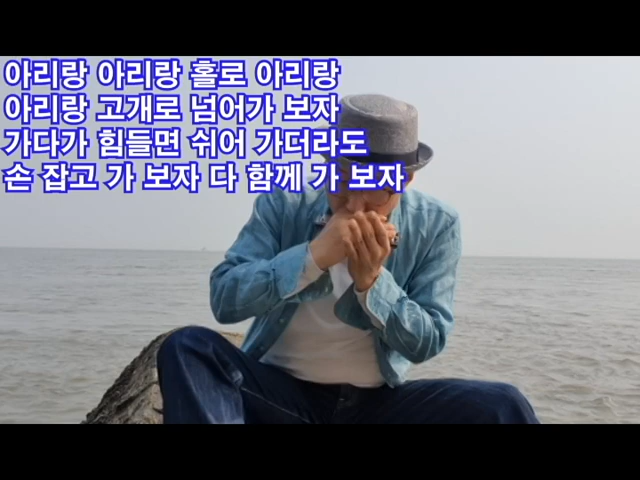 아리랑 아리랑 홀로 아리랑
아리랑 고개로 넘어가 보자
가다가 힘들면 쉬어 가더라도
손 잡고 가 보자 다 함께 가 보자